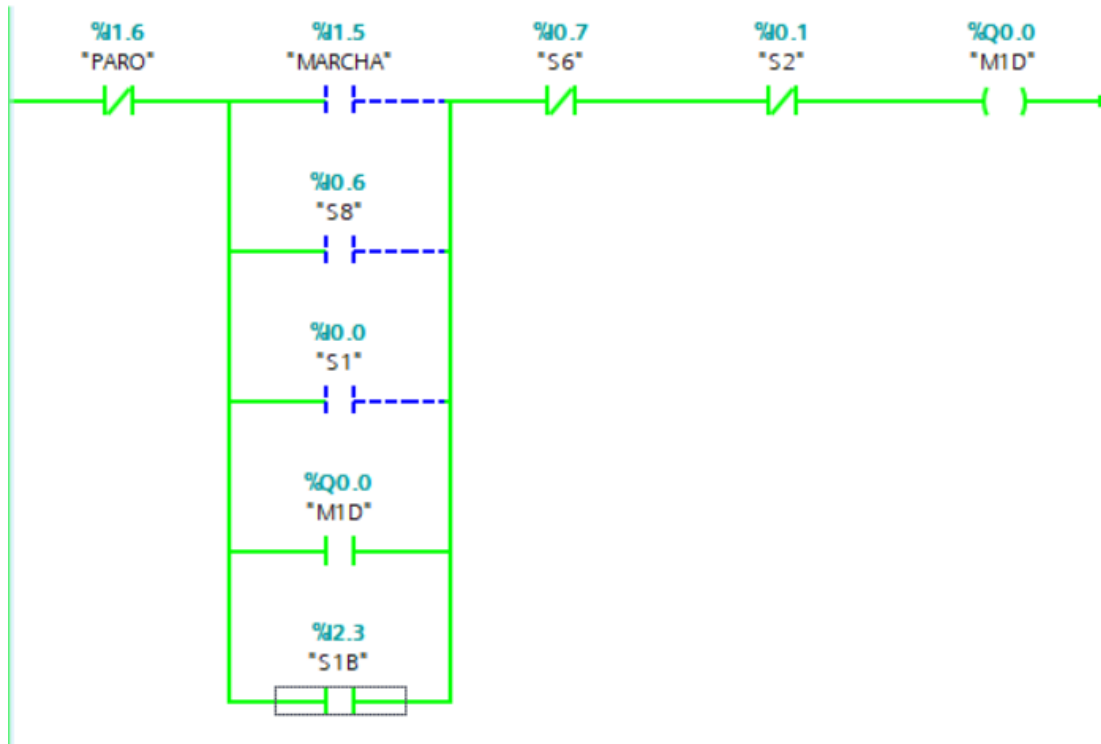 %I1.6 %I1.5 %I0.7 %I0.1 %Q0.0
"PARO" "MARCHA" "S6" "S2" "M1D"
%I0.6
"S8"
%I0.0
"S1"
%Q0.0
"M1D"
%I2.3
"S1B"